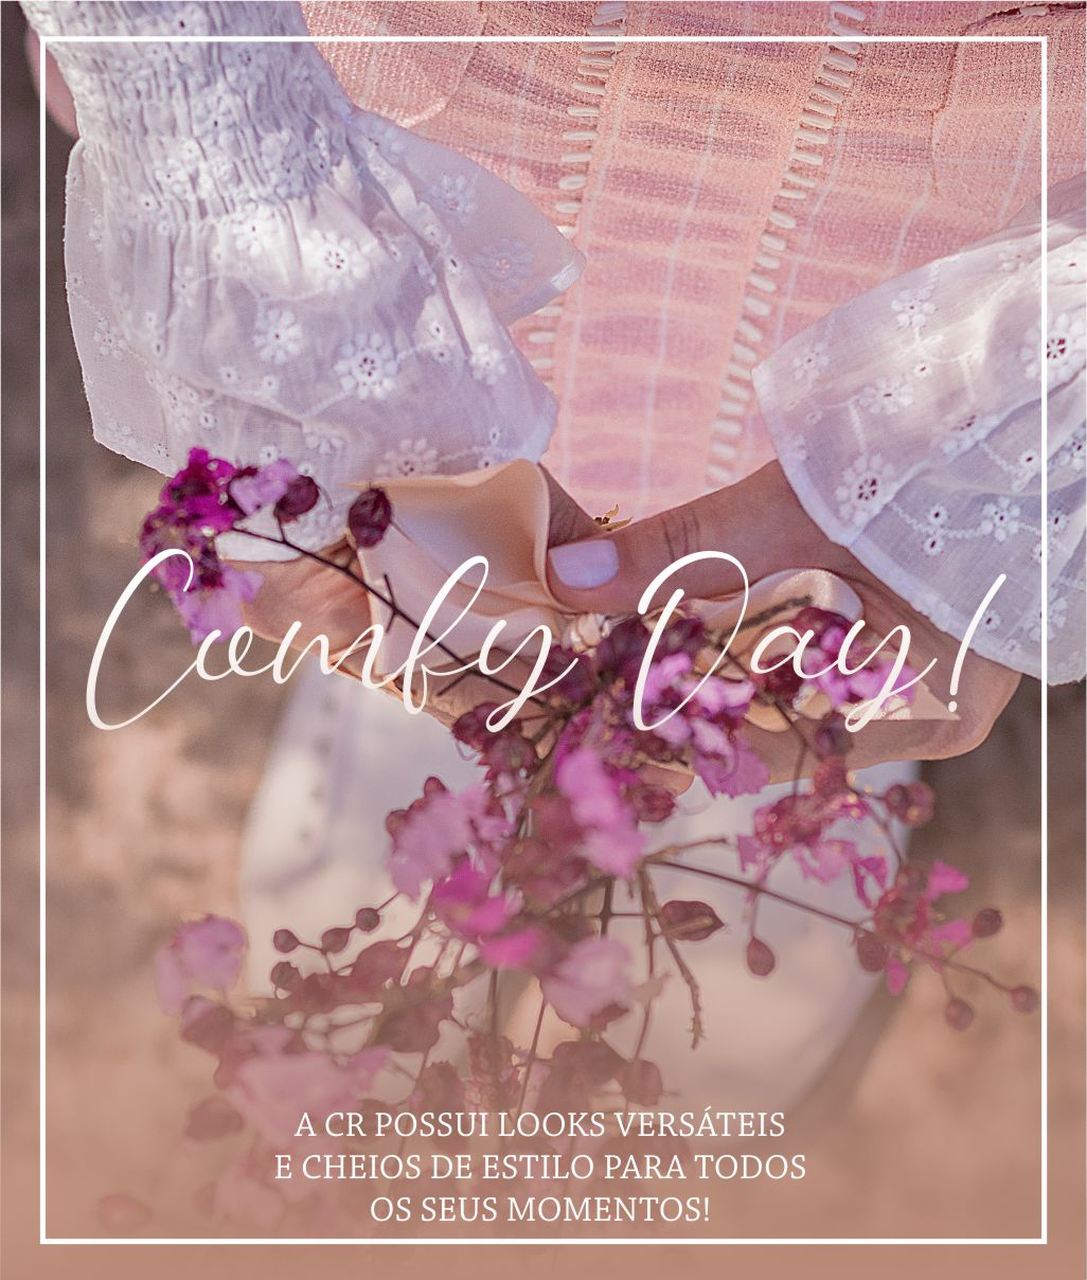 Comfy Day!
A CR POSSUI LOOKS VERSÁTEIS
E CHEIOS DE ESTILO PARA TODOS
OS SEUS MOMENTOS!